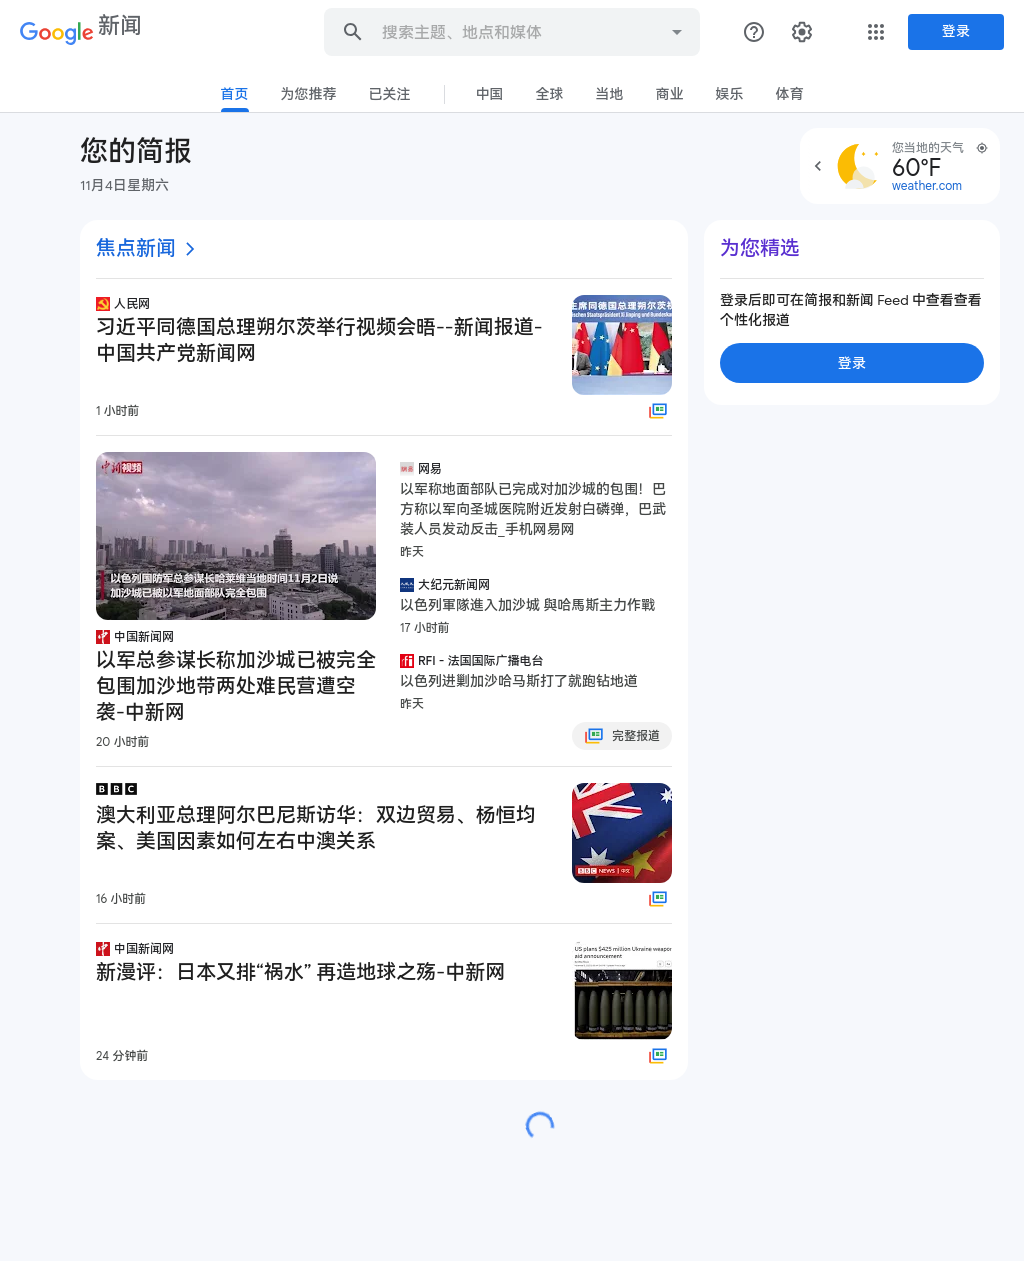 Google 新闻
搜索主题、地点和媒体
登录
首页 为您推荐 已关注 中国 全球 当地 商业 娱乐 体育
您的简报
11月4日星期六
您当地的天气
60°F
weather.com
焦点新闻
人民网
习近平同德国总理朔尔茨举行视频会晤--新闻报道-
中国共产党新闻网
1 小时前
中新视频
以色列国防军总参谋长哈莱维当地时间11月2日说
加沙城已被以军地面部队完全包围
中国新闻网
以军总参谋长称加沙城已被完全
包围加沙地带两处难民营遭空
袭-中新网
20 小时前
网易
以军称地面部队已完成对加沙城的包围！巴
方称以军向圣城医院附近发射白磷弹，巴武
装人员发动反击_手机网易网
昨天
大纪元新闻网
以色列軍隊進入加沙城 與哈馬斯主力作戰
17 小时前
RFI - 法国国际广播电台
以色列进剿加沙哈马斯打了就跑钻地道
昨天
完整报道
BBC
澳大利亚总理阿尔巴尼斯访华：双边贸易、杨恒均
案、美国因素如何左右中澳关系
BBC NEWS 中文
16 小时前
中国新闻网
新漫评：日本又排“祸水” 再造地球之殇-中新网
US plans $425 million Ukraine weapon
aid announcement
24 分钟前
为您精选
登录后即可在简报和新闻 Feed 中查看查看
个性化报道
登录